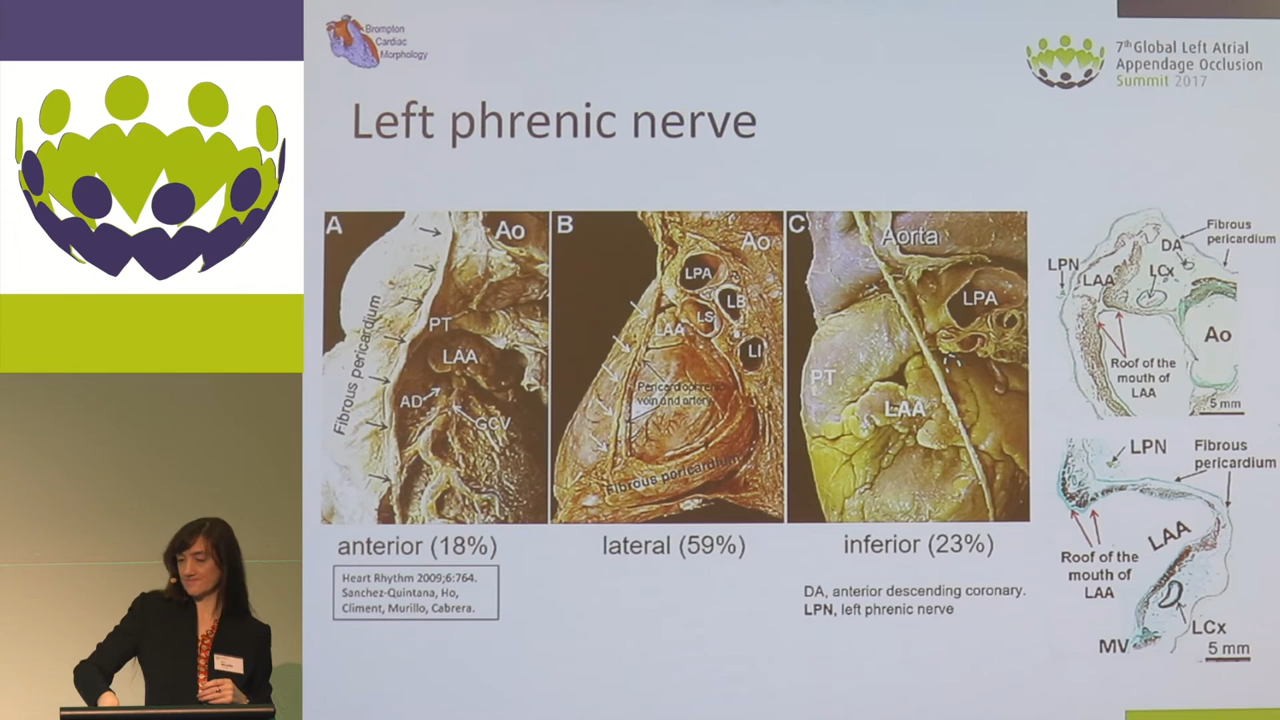 Brompton
Cardiac
Morphology
7th Global Left Atrial
Appendage Occlusion
Summit 2017
Left phrenic nerve
A
Ao
Fibrous pericardium
PT
LAA
AD
GCV
B
Ao
LPA
LS
LAA
LI
Pericardiophrenic
vein and artery
Fibrous pericardium
C
Aorta
LPA
PT
LAA
Fibrous
pericardium
DA
LPN
LAA
LCx
Ao
Roof of the
mouth of
LAA
5 mm
LPN
Fibrous
pericardium
LAA
Roof of the
mouth of
LAA
LCx
MV
5 mm
anterior (18%)
lateral (59%)
inferior (23%)
Heart Rhythm 2009;6:764.
Sanchez-Quintana, Ho,
Climent, Murillo, Cabrera.
DA, anterior descending coronary.
LPN, left phrenic nerve